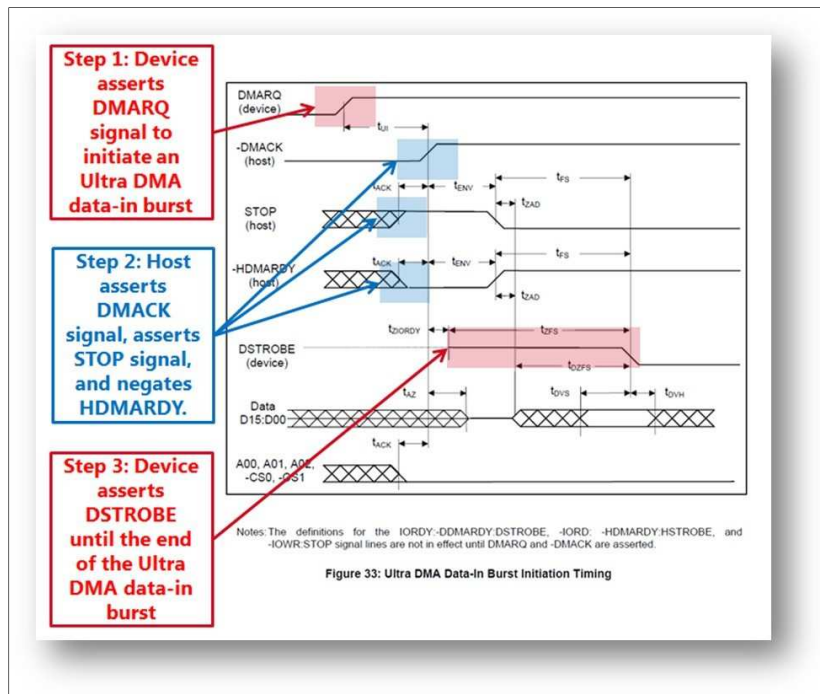 Step 1: Device
asserts
DMARQ
signal to
initiate an
Ultra DMA
data-in burst
Step 2: Host
asserts
DMACK
signal, asserts
STOP signal,
and negates
HDMARDY.
Step 3: Device
asserts
DSTROBE
until the end
of the Ultra
DMA data-in
burst
DMARQ
(device)
tUI
-DMACK
(host)
tACK
tENV
tFS
tZAD
STOP
(host)
tACK
tENV
tFS
-HDMARDY
(host)
tZAD
tZIORDY
tZFS
DSTROBE
(device)
tDZFS
tAZ
tDVS
tDVH
Data
D15:D00
tACK
A00, A01, A02,
-CS0, -CS1
Notes: The definitions for the IORDY:-DDMARDY:DSTROBE, -IORD: -HDMARDY:HSTROBE, and
-IOWR:STOP signal lines are not in effect until DMARQ and -DMACK are asserted.
Figure 33: Ultra DMA Data-In Burst Initiation Timing